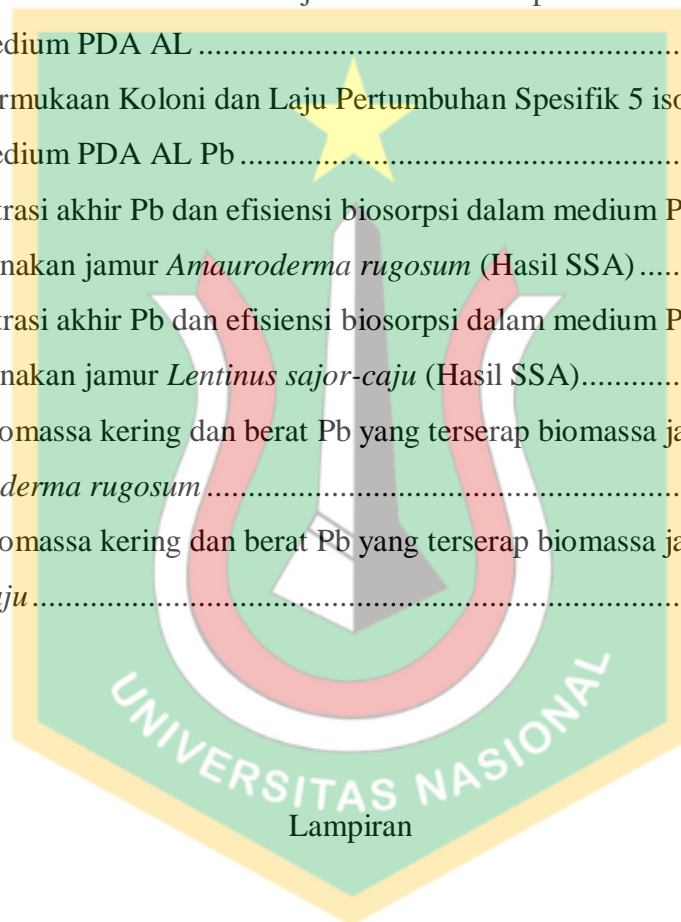 edium PDA AL ................................................................
ermukaan Koloni dan Laju Pertumbuhan Spesifik 5 iso
edium PDA AL Pb ................................................................
trasi akhir Pb dan efisiensi biosorpsi dalam medium P
nakan jamur Amauroderma rugosum (Hasil SSA) .....
trasi akhir Pb dan efisiensi biosorpsi dalam medium P
nakan jamur Lentinus sajor-caju (Hasil SSA).............
omassa kering dan berat Pb yang terserap biomassa ja
derma rugosum ................................................................
omassa kering dan berat Pb yang terserap biomassa ja
aju ................................................................
UNIVERSITAS NASIONAL
Lampiran